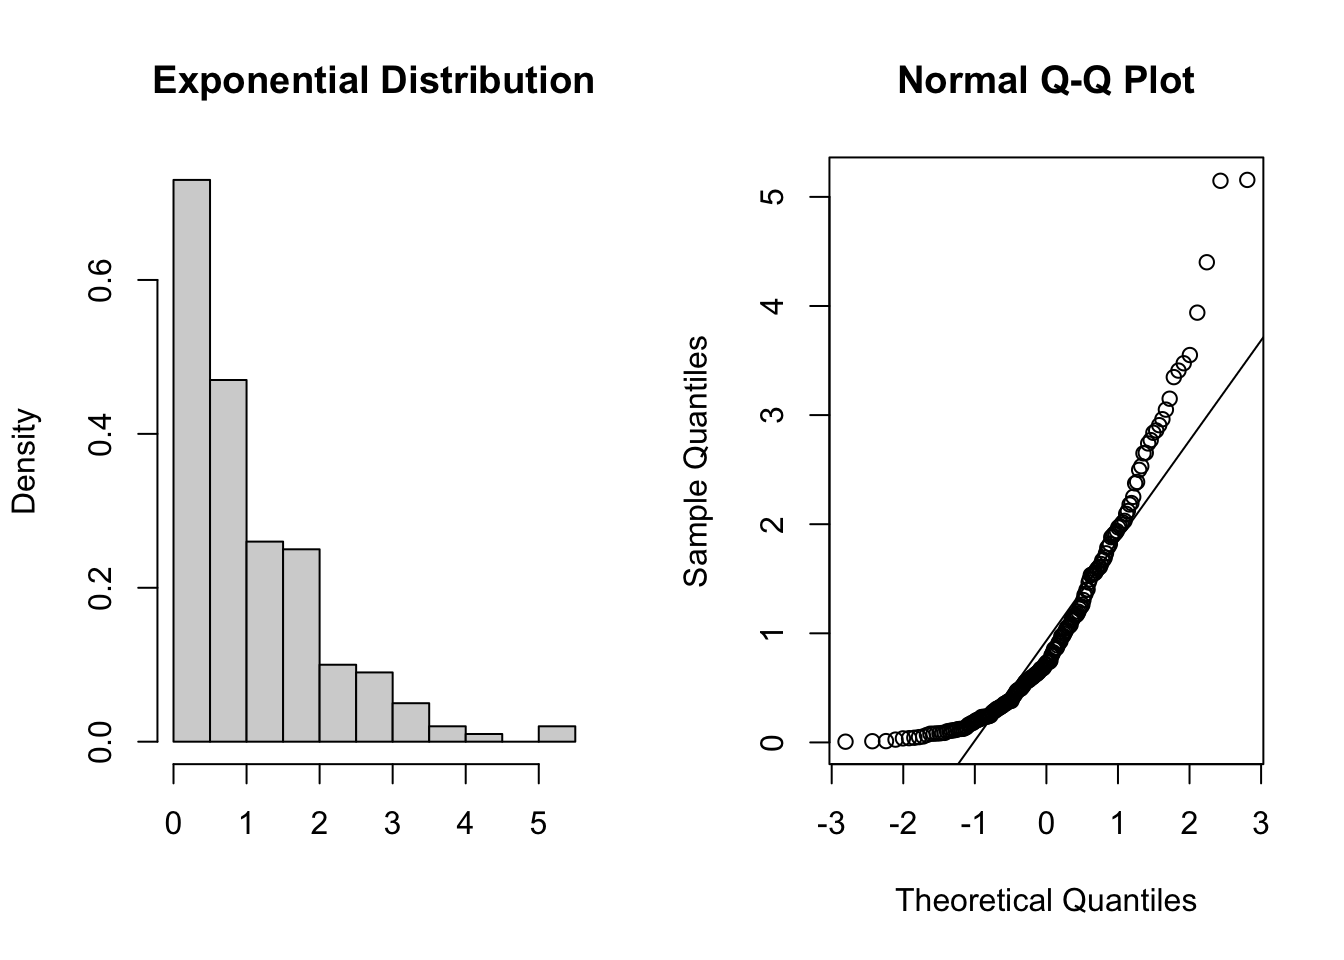 Exponential Distribution
Density
0.0
0.2
0.4
0.6
0 1 2 3 4 5
Normal Q-Q Plot
Sample Quantiles
0
1
2
3
4
5
-3 -2 -1 0 1 2 3
Theoretical Quantiles